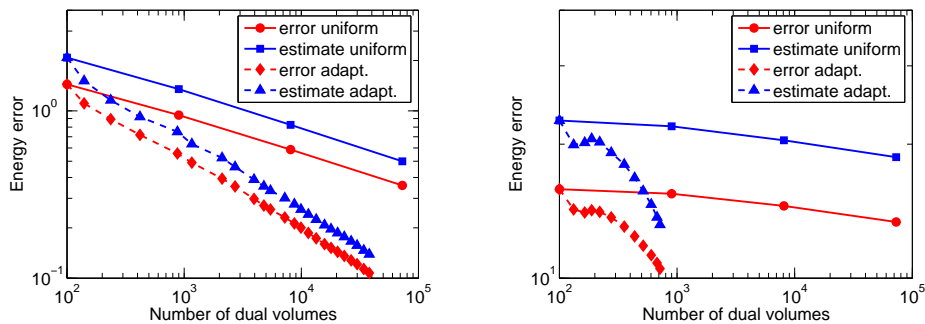 error uniform
estimate uniform
error adapt.
estimate adapt.
Energy error
10^0
10^-1
10^2
10^3
10^4
10^5
Number of dual volumes
error uniform
estimate uniform
error adapt.
estimate adapt.
Energy error
10^1
10^2
10^3
10^4
10^5
Number of dual volumes